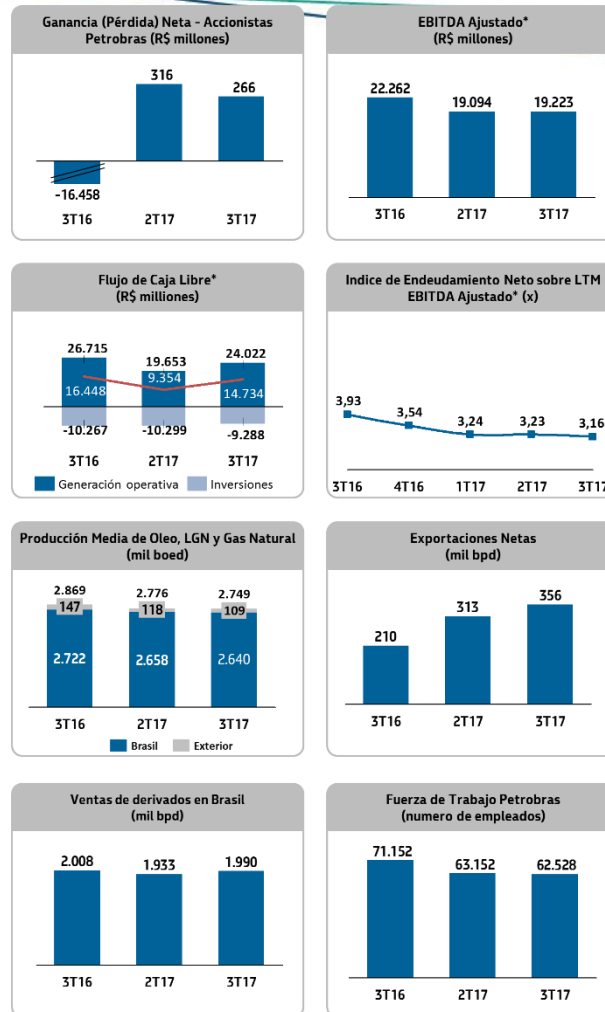 Ganancia (Pérdida) Neta - Accionistas
Petrobras (R$ millones)
316
266
-16.458
3T16
2T17
3T17
EBITDA Ajustado*
(R$ millones)
22.262
19.094
19.223
3T16
2T17
3T17
Flujo de Caja Libre*
(R$ milliones)
26.715
19.653
24.022
16.448
9.354
14.734
-10.267
-10.299
-9.288
3T16
2T17
3T17
Generación operativa
Inversiones
Indice de Endeudamiento Neto sobre LTM
EBITDA Ajustado* (x)
3,93
3,54
3,24
3,23
3,16
3T16
4T16
1T17
2T17
3T17
Producción Media de Oleo, LGN y Gas Natural
(mil boed)
2.869
2.776
2.749
147
118
109
2.722
2.658
2.640
3T16
2T17
3T17
Brasil
Exterior
Exportaciones Netas
(mil bpd)
210
313
356
3T16
2T17
3T17
Ventas de derivados en Brasil
(mil bpd)
2.008
1.933
1.990
3T16
2T17
3T17
Fuerza de Trabajo Petrobras
(numero de empleados)
71.152
63.152
62.528
3T16
2T17
3T17